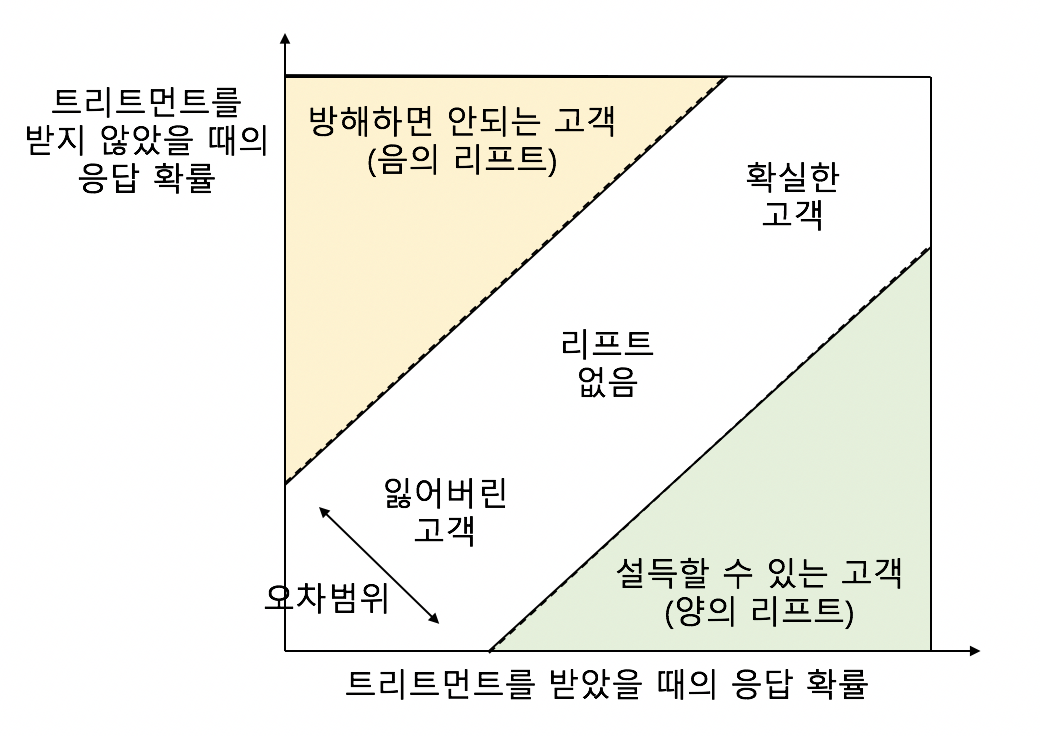 트리트먼트를
받지 않았을 때의
응답 확률
방해하면 안되는 고객
(음의 리프트)
확실한
고객
리프트
없음
잃어버린
고객
오차범위
설득할 수 있는 고객
(양의 리프트)
트리트먼트를 받았을 때의 응답 확률